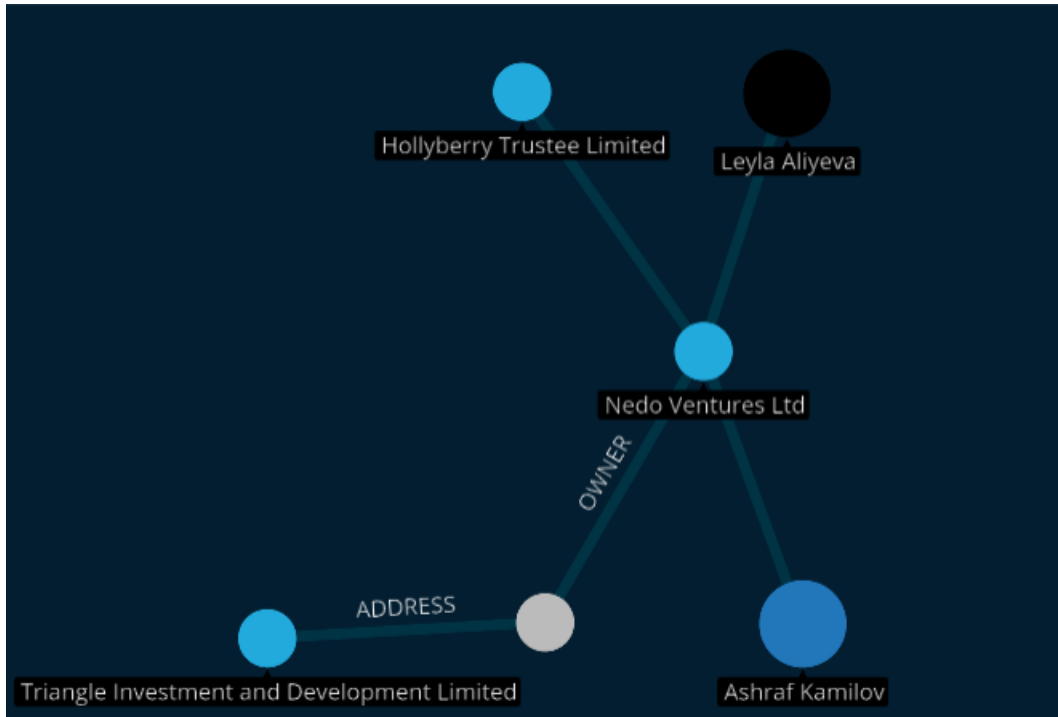 Hollyberry Trustee Limited
Leyla Aliyeva
Nedo Ventures Ltd
OWNER
ADDRESS
Triangle Investment and Development Limited
Ashraf Kamilov